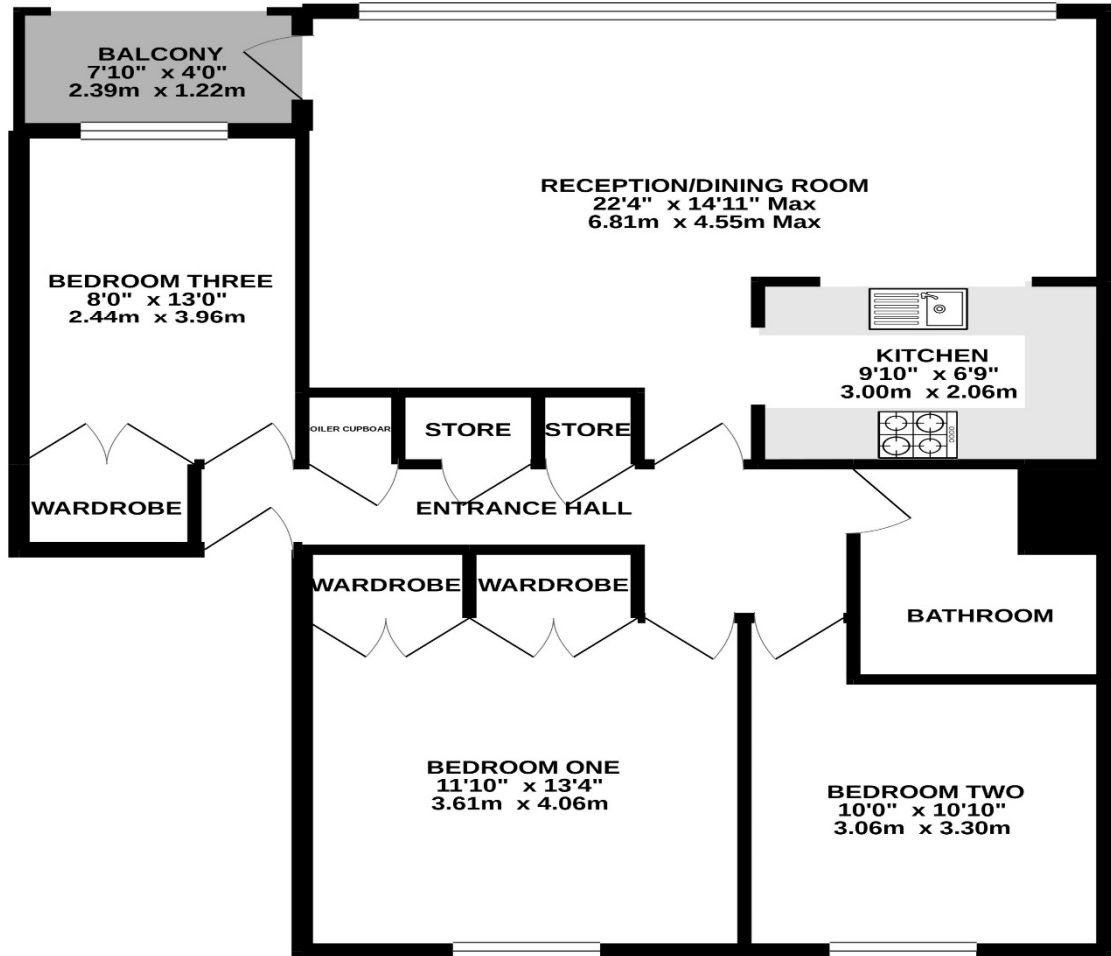 BALCONY
7'10" x 4'0"
2.39m x 1.22m
RECEPTION/DINING ROOM
22'4" x 14'11" Max
6.81m x 4.55m Max
BEDROOM THREE
8'0" x 13'0"
2.44m x 3.96m
KITCHEN
9'10" x 6'9"
3.00m x 2.06m
OILER CUPBOAR
STORE
STORE
WARDROBE
ENTRANCE HALL
WARDROBE
WARDROBE
BATHROOM
BEDROOM ONE
11'10" x 13'4"
3.61m x 4.06m
BEDROOM TWO
10'0" x 10'10"
3.06m x 3.30m